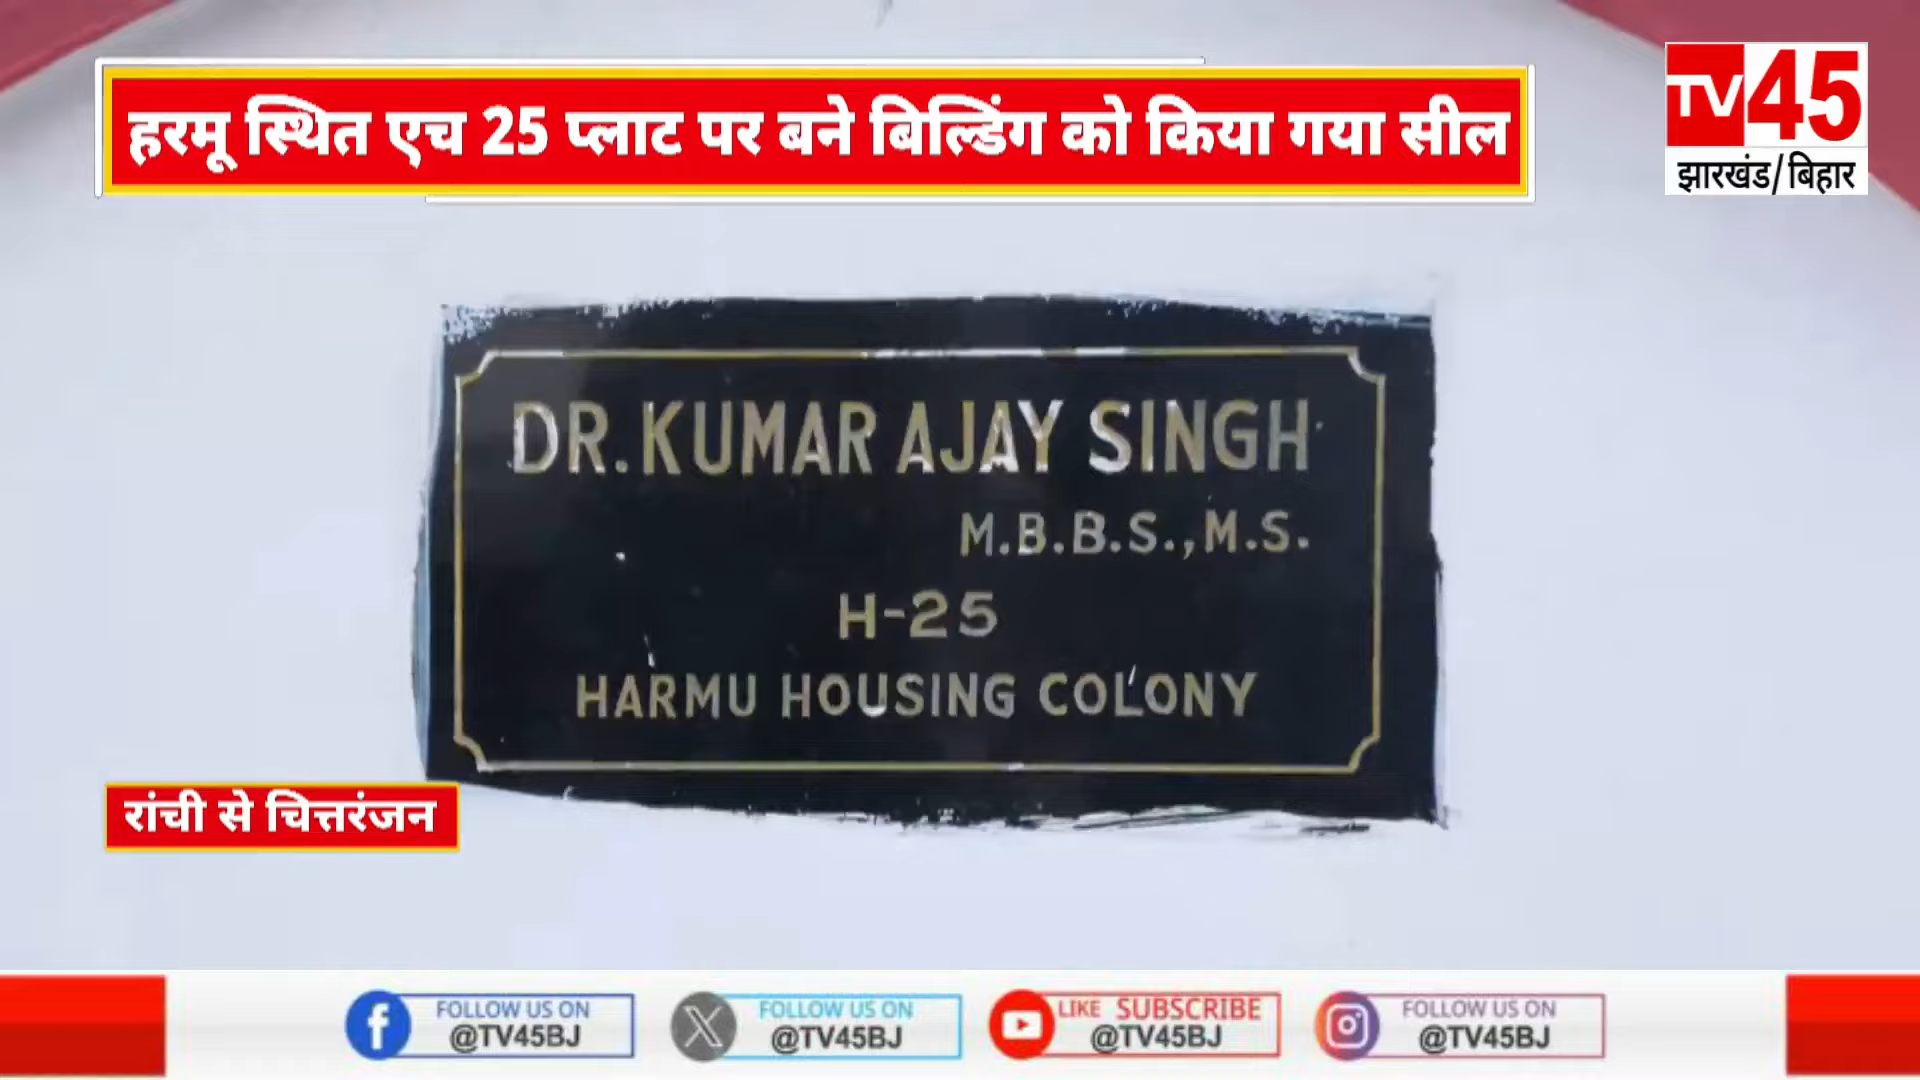 हरमू स्थित एच 25 प्लाट पर बने बिल्डिंग को किया गया सील
TV45
झारखंड/बिहार
DR. KUMAR AJAY SINGH
M.B.B.S., M.S.
H-25
HARMU HOUSING COLONY
रांची से चित्तरंजन
FOLLOW US ON
@TV45BJ
FOLLOW US ON
@TV45BJ
LIKE SUBSCRIBE
@TV45BJ
FOLLOW US ON
@TV45BJ